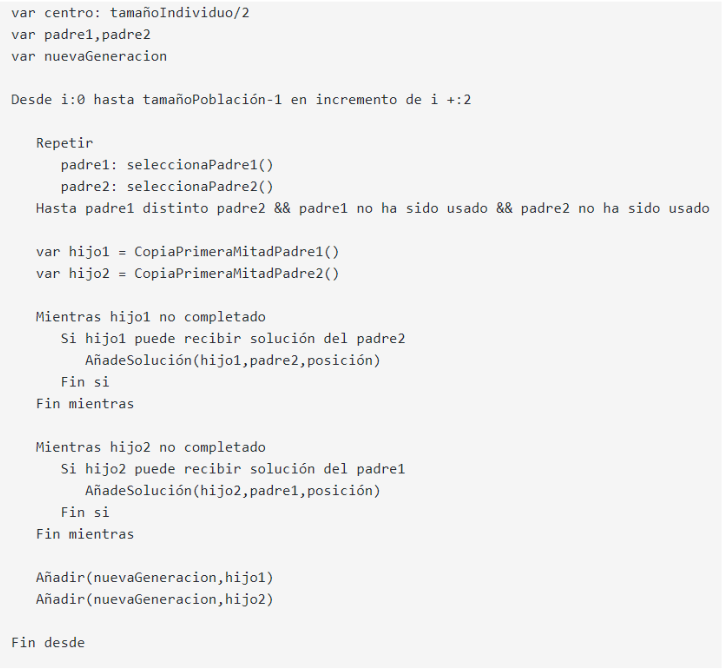 var centro: tamañoIndividuo/2
var padre1,padre2
var nuevaGeneracion
Desde i:0 hasta tamañoPoblación-1 en incremento de i +:2
Repetir
padre1: seleccionaPadre1()
padre2: seleccionaPadre2()
Hasta padre1 distinto padre2 && padre1 no ha sido usado && padre2 no ha sido usado
var hijo1 = CopiaPrimeraMitadPadre1()
var hijo2 = CopiaPrimeraMitadPadre2()
Mientras hijo1 no completado
Si hijo1 puede recibir solución del padre2
AñadeSolución(hijo1,padre2,posición)
Fin si
Fin mientras
Mientras hijo2 no completado
Si hijo2 puede recibir solución del padre1
AñadeSolución(hijo2,padre1,posición)
Fin si
Fin mientras
Añadir(nuevaGeneracion,hijo1)
Añadir(nuevaGeneracion,hijo2)
Fin desde